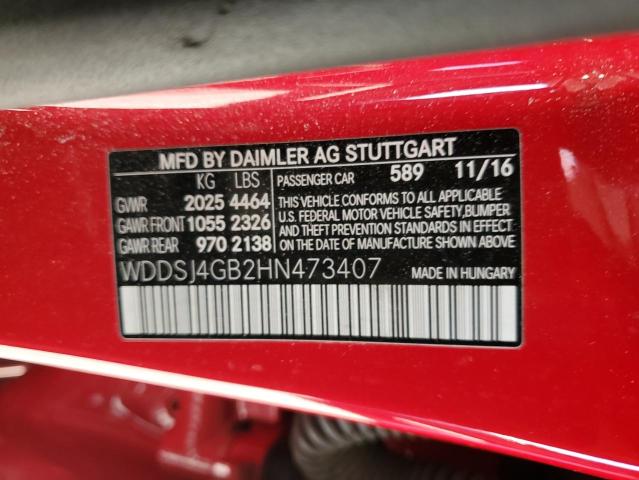 MFD BY DAIMLER AG STUTTGART
KG LBS
GVWR 2025 4464
GAWR FRONT 1055 2326
GAWR REAR 970 2138
PASSENGER CAR 589 11/16
THIS VEHICLE CONFORMS TO ALL APPLICABLE
U.S. FEDERAL MOTOR VEHICLE SAFETY,BUMPER
AND THEFT PREVENTION STANDARDS IN EFFECT
ON THE DATE OF MANUFACTURE SHOWN ABOVE.
WDDSJ4GB2HN473407 MADE IN HUNGARY